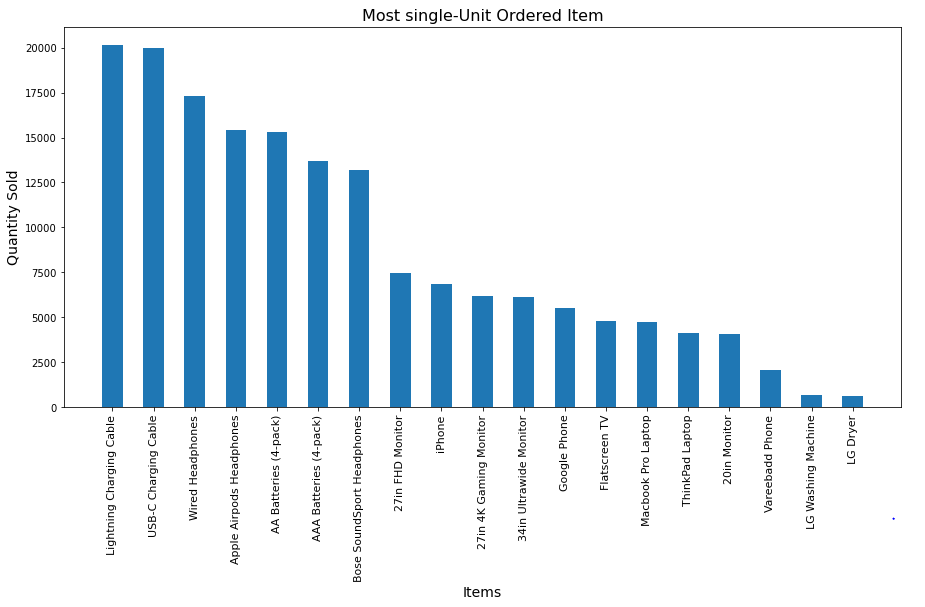 Most single-Unit Ordered Item
Quantity Sold
20000
17500
15000
12500
10000
7500
5000
2500
0
Lightning Charging Cable
USB-C Charging Cable
Wired Headphones
Apple Airpods Headphones
AA Batteries (4-pack)
AAA Batteries (4-pack)
Bose SoundSport Headphones
27in FHD Monitor
iPhone
27in 4K Gaming Monitor
34in Ultrawide Monitor
Google Phone
Flatscreen TV
Macbook Pro Laptop
ThinkPad Laptop
20in Monitor
Vareebadd Phone
LG Washing Machine
LG Dryer
Items